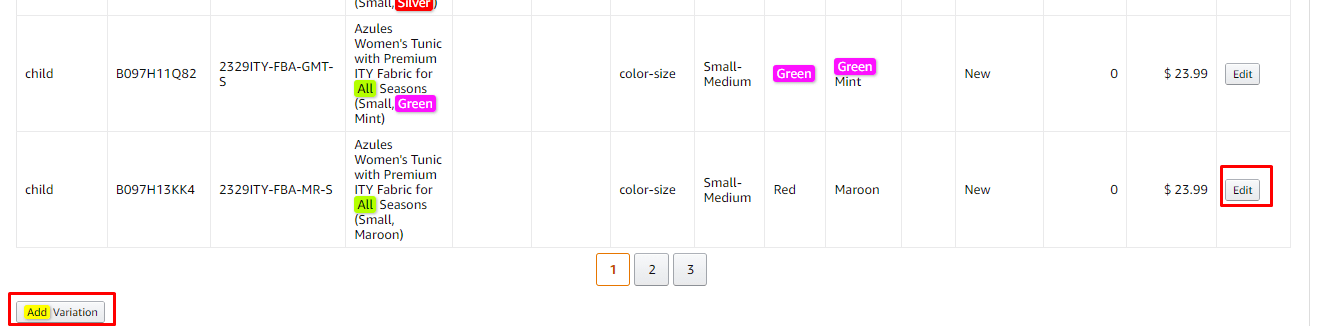 (Small, Silver)
child
B097H11Q82
2329ITY-FBA-GMT-
S
Azules
Women's Tunic
with Premium
ITY Fabric for
All Seasons
(Small, Green
Mint)
color-size
Small-
Medium
Green
Green
Mint
New
0
$ 23.99
Edit
child
B097H13KK4
2329ITY-FBA-MR-S
Azules
Women's Tunic
with Premium
ITY Fabric for
All Seasons
(Small,
Maroon)
color-size
Small-
Medium
Red
Maroon
New
0
$ 23.99
Edit
1 2 3
Add Variation